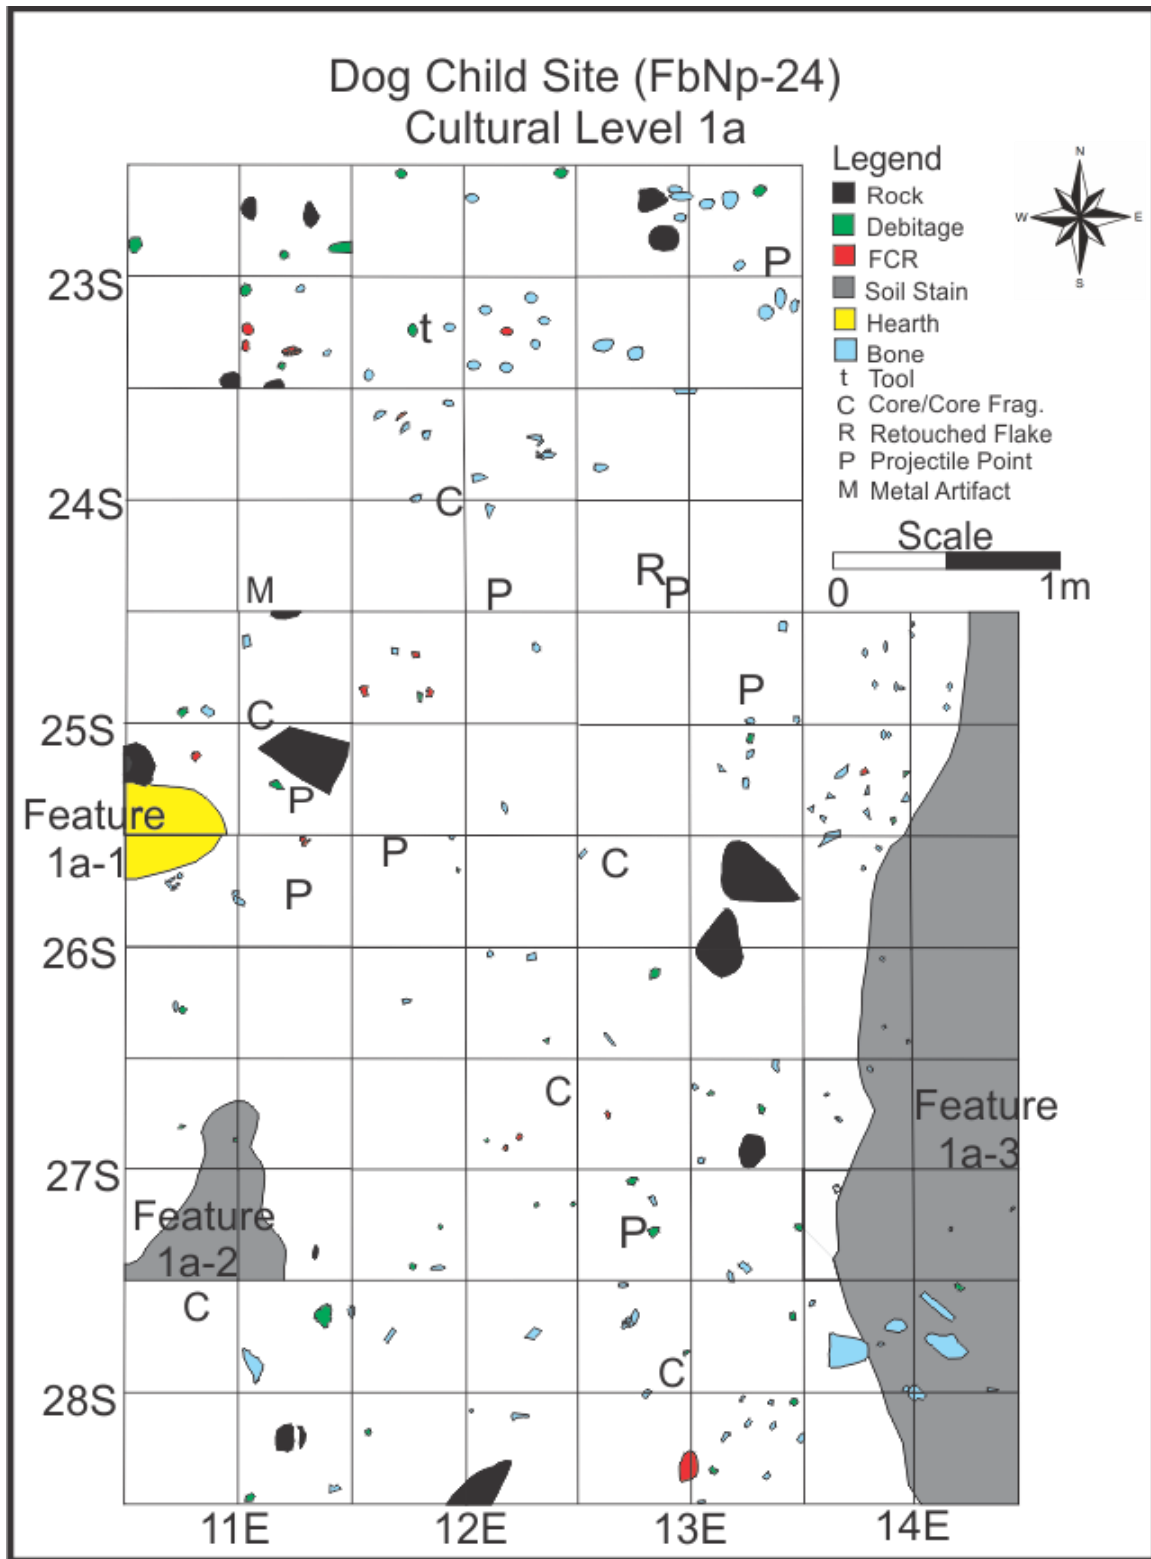 Dog Child Site (FbNp-24)
Cultural Level 1a
Legend
Rock
Debitage
FCR
Soil Stain
Hearth
Bone
t Tool
C Core/Core Frag.
R Retouched Flake
P Projectile Point
M Metal Artifact
N
W E
S
Scale
0 1m
P
23S
t
24S
C
M
P
R
P
P
C
25S
P
Feature
1a-1
P
C
P
26S
C
Feature
1a-3
27S
Feature
1a-2
P
C
C
28S
11E 12E 13E 14E